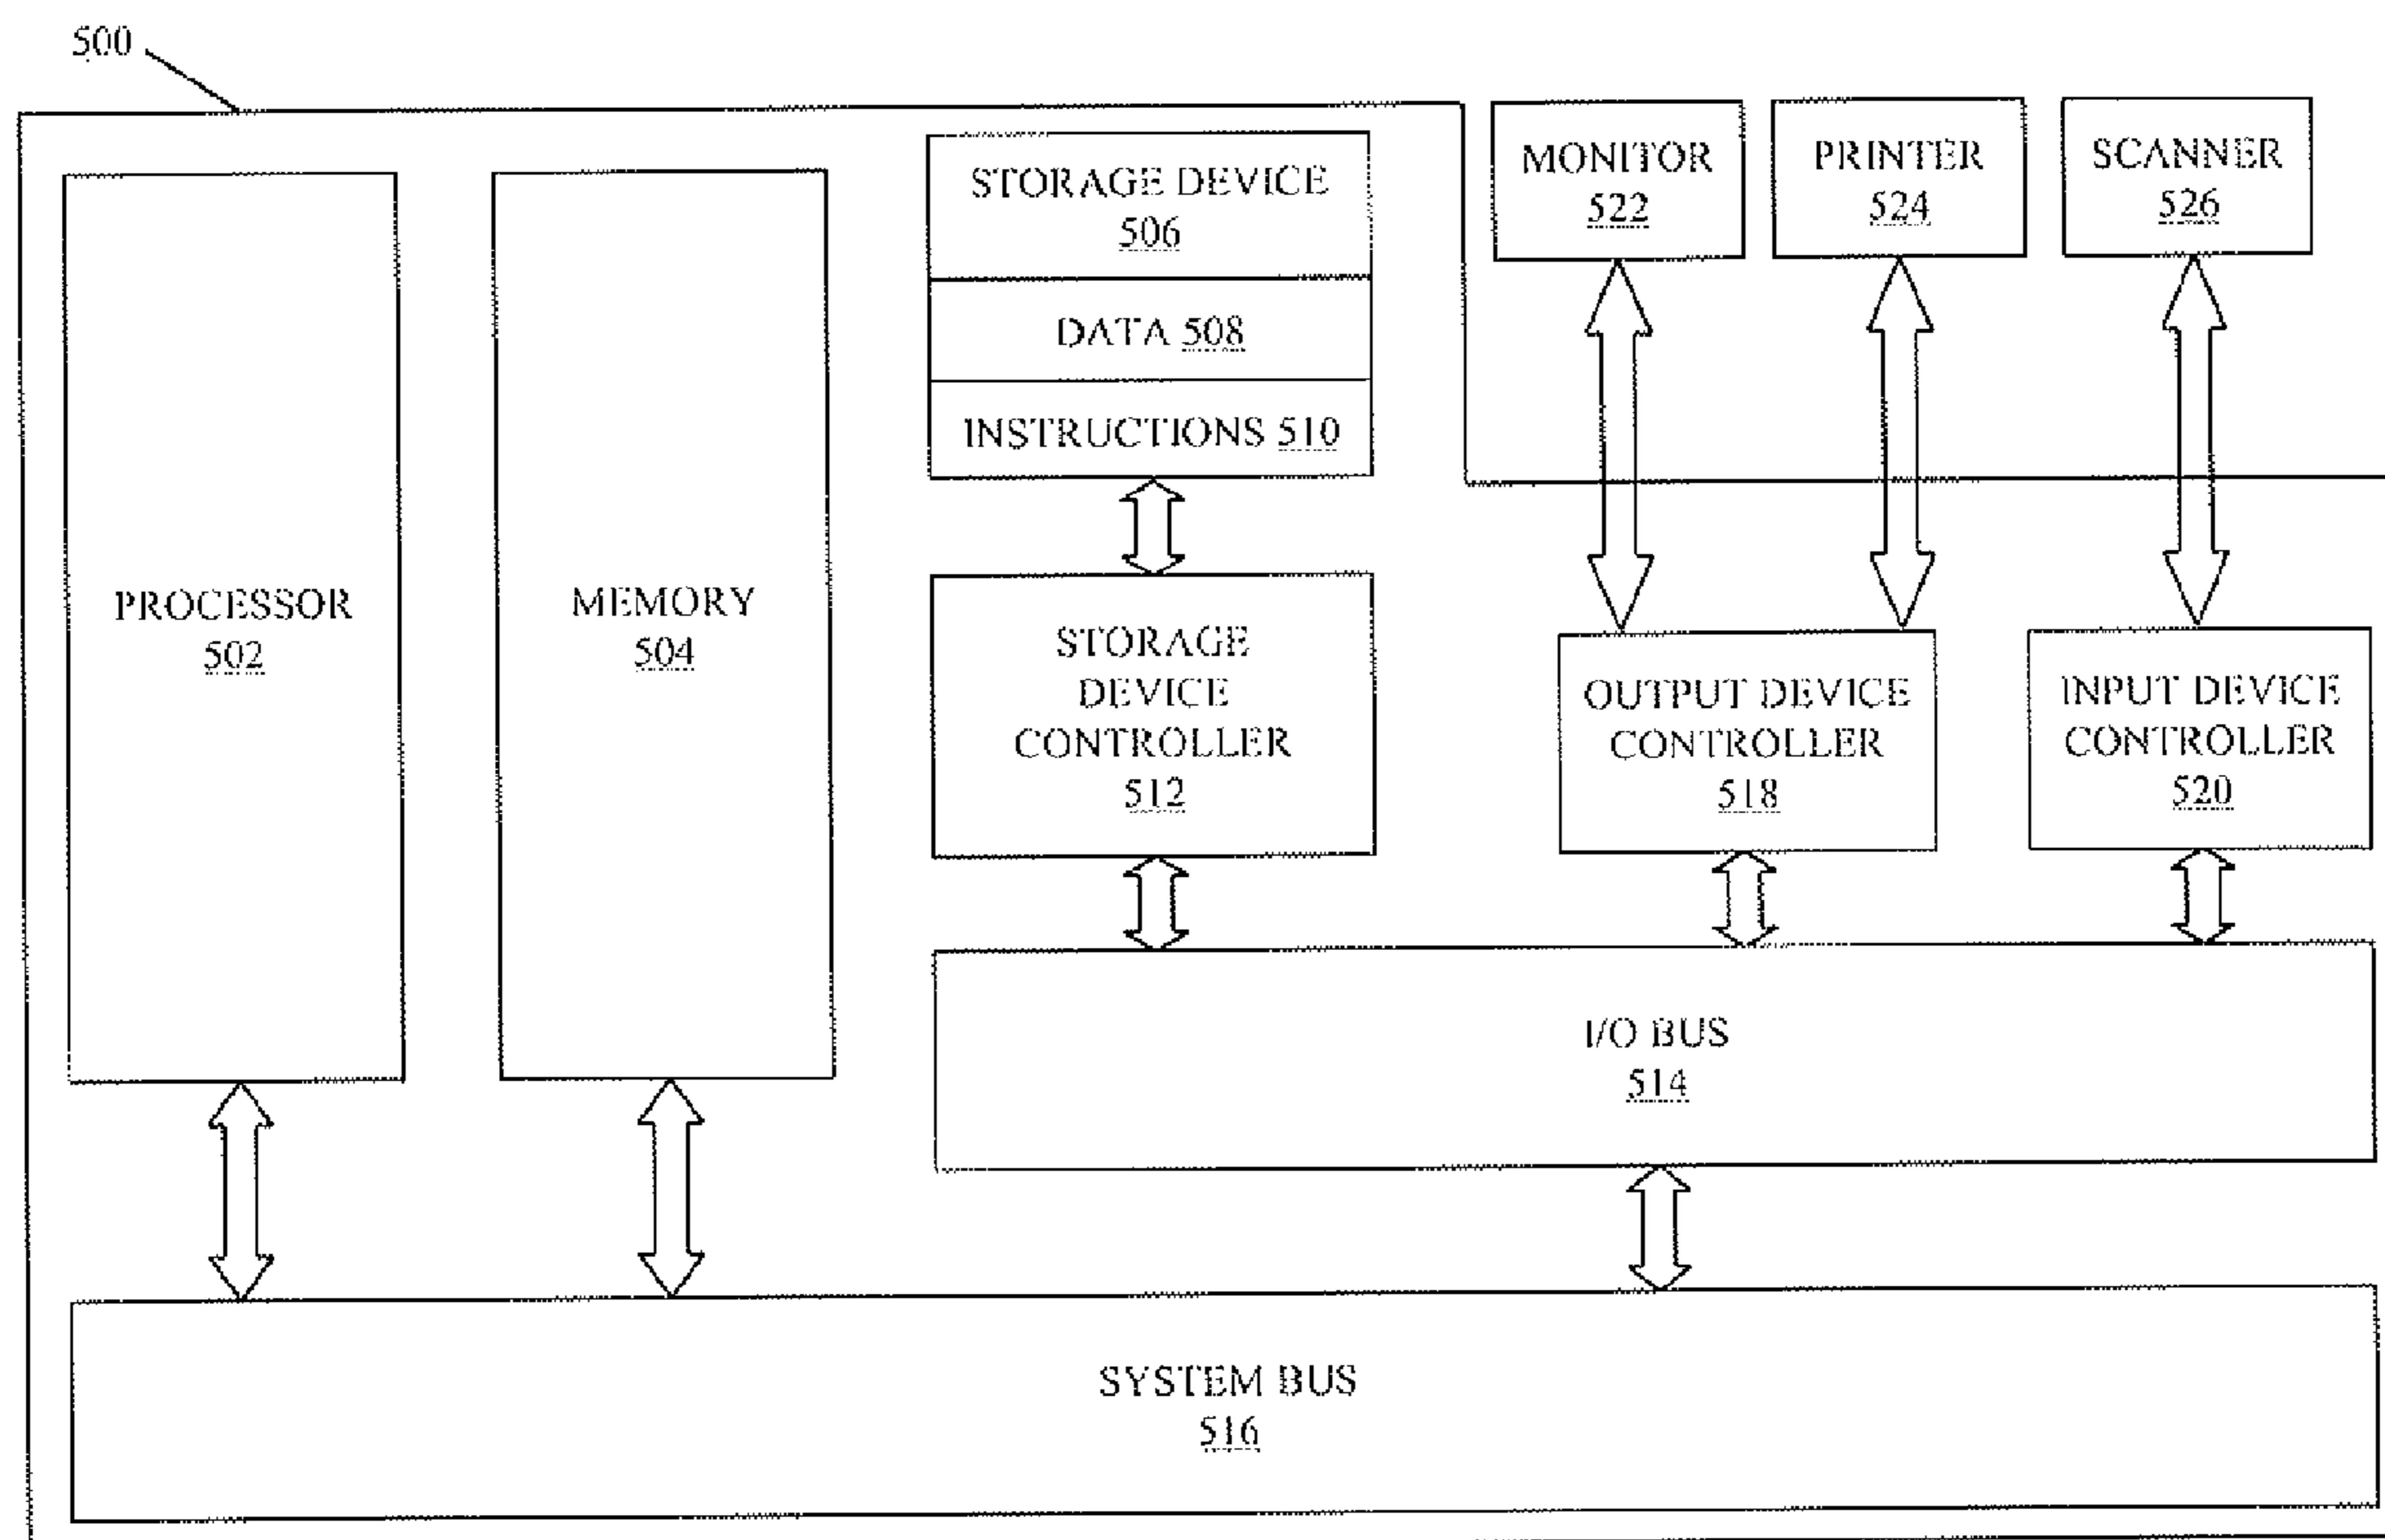 500
PROCESSOR
502
MEMORY
504
STORAGE DEVICE
506
DATA 508
INSTRUCTIONS 510
STORAGE
DEVICE
CONTROLLER
512
MONITOR
522
PRINTER
524
SCANNER
526
OUTPUT DEVICE
CONTROLLER
518
INPUT DEVICE
CONTROLLER
520
I/O BUS
514
SYSTEM BUS
516